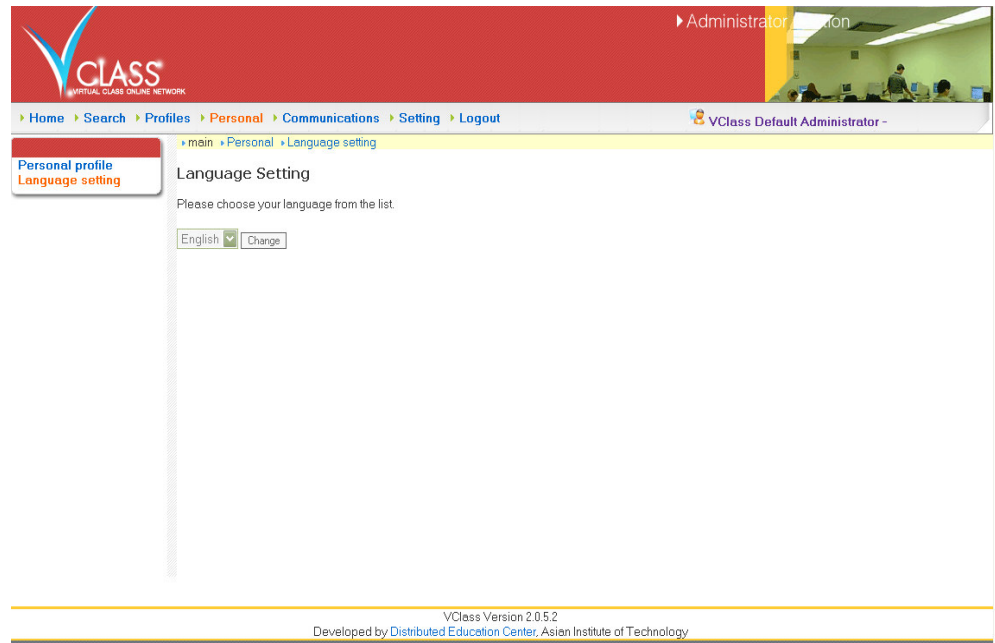 Administrator Section
VCLASS
VIRTUAL CLASS ONLINE NETWORK
Home Search Profiles Personal Communications Setting Logout
VClass Default Administrator -
main Personal Language setting
Personal profile
Language setting
Language Setting
Please choose your language from the list.
English Change
VClass Version 2.0.5.2
Developed by Distributed Education Center, Asian Institute of Technology